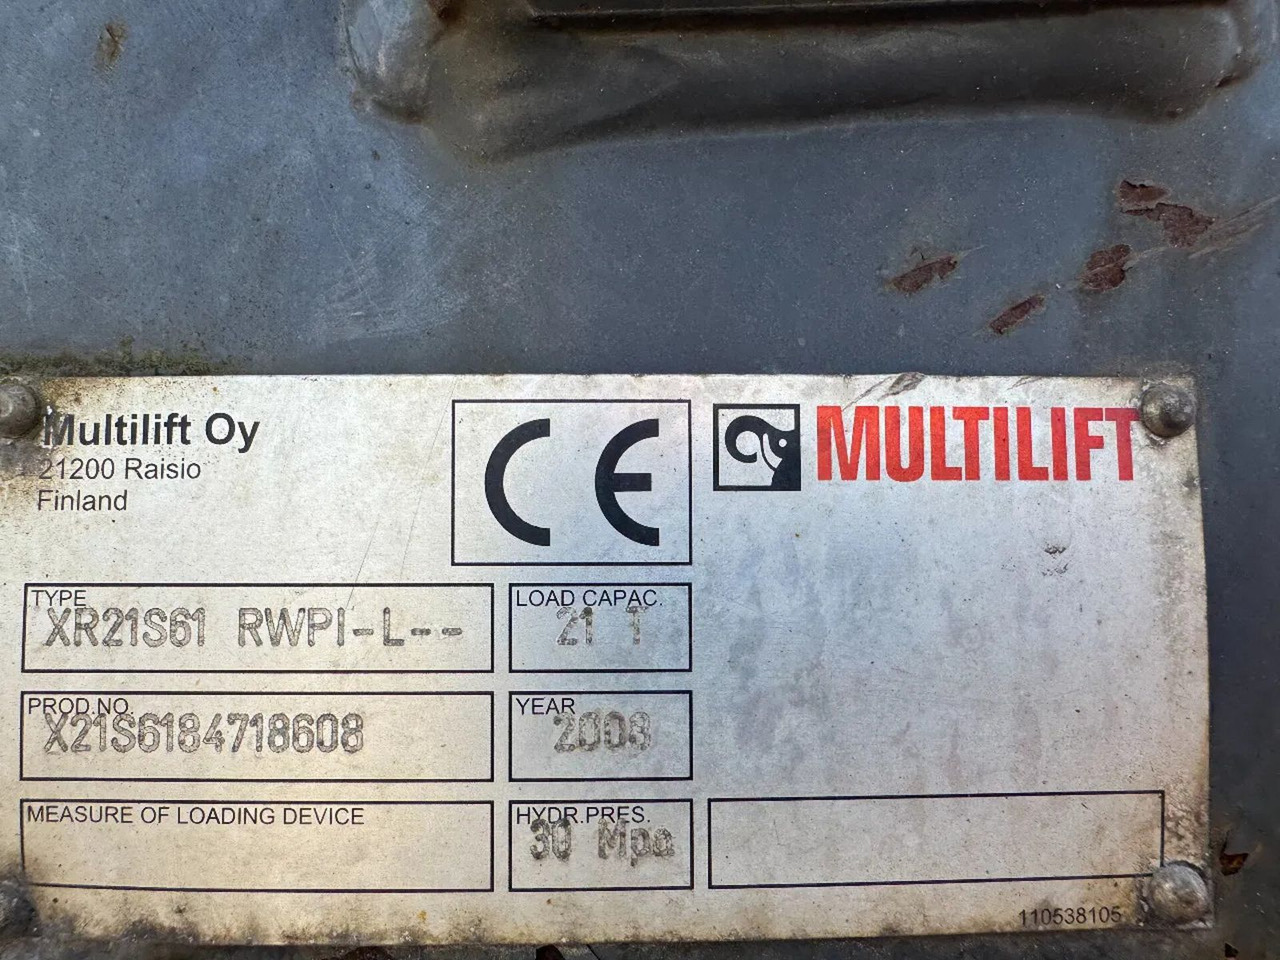 Multilift Oy
21200 Raisio
Finland
CE
MULTILIFT
TYPE
XR21S61 RWPI-L--
LOAD CAPAC.
21 T
PROD.NO.
X21S6184718608
YEAR
2008
MEASURE OF LOADING DEVICE
HYDR.PRES.
30 Mpa
110538105